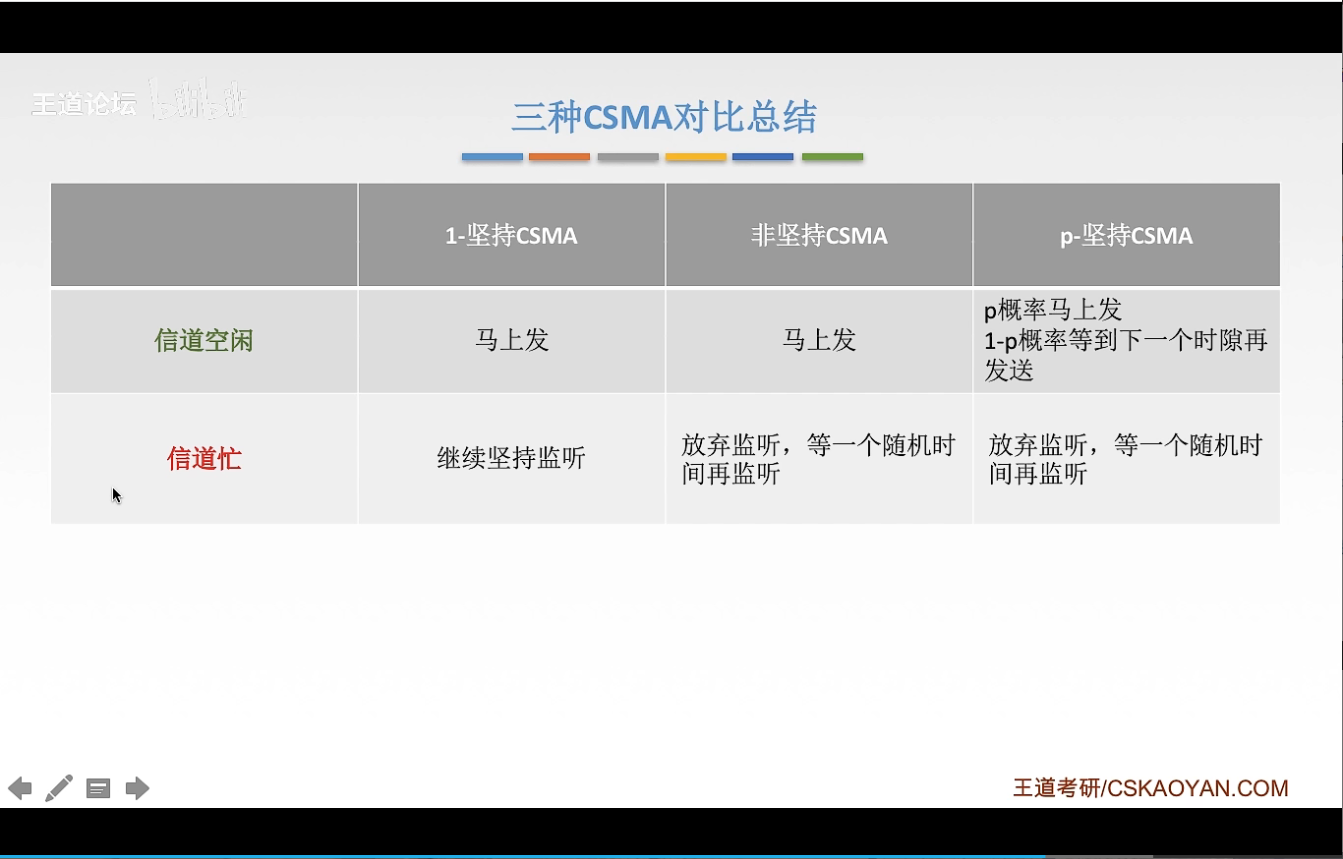 王道论坛 bilibili
三种CSMA对比总结
1-坚持CSMA
非坚持CSMA
p-坚持CSMA
信道空闲
马上发
马上发
p概率马上发
1-p概率等到下一个时隙再
发送
信道忙
继续坚持监听
放弃监听，等一个随机时
间再监听
放弃监听，等一个随机时
间再监听
王道考研/CSKAOYAN.COM